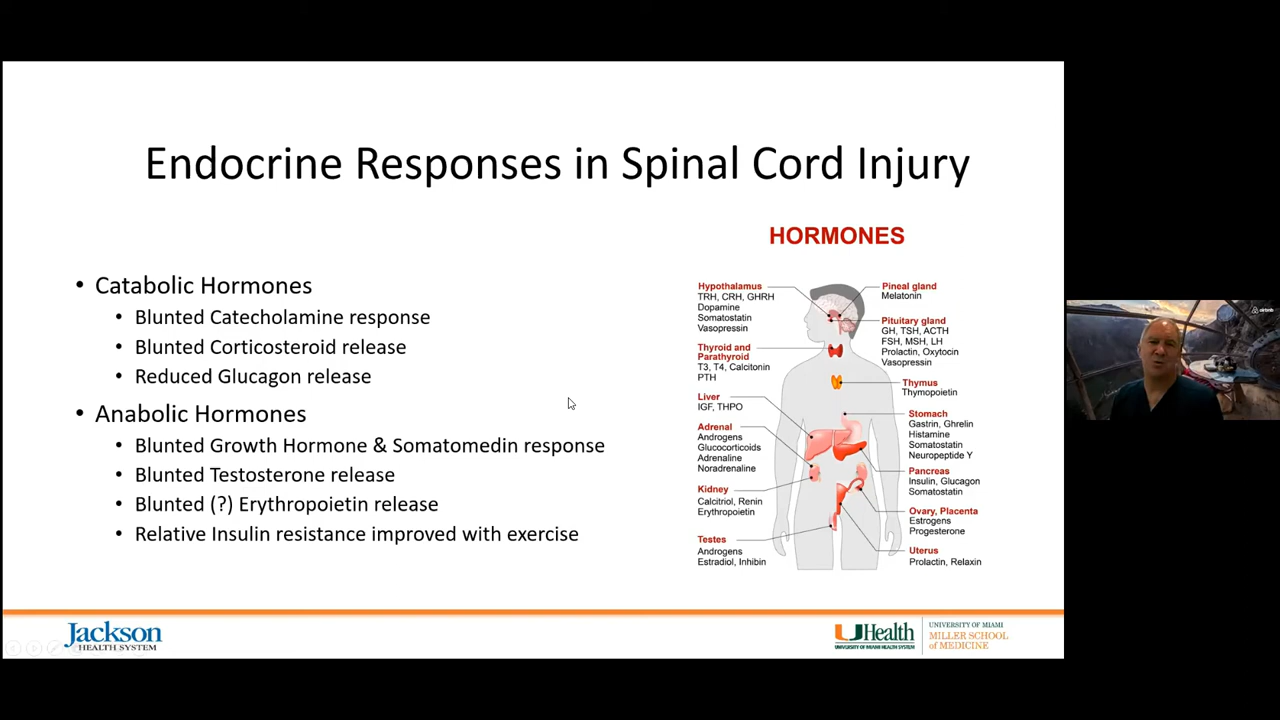 Endocrine Responses in Spinal Cord Injury
• Catabolic Hormones
• Blunted Catecholamine response
• Blunted Corticosteroid release
• Reduced Glucagon release
• Anabolic Hormones
• Blunted Growth Hormone & Somatomedin response
• Blunted Testosterone release
• Blunted (?) Erythropoietin release
• Relative Insulin resistance improved with exercise
HORMONES
Hypothalamus
TRH, CRH, GHRH
Dopamine
Somatostatin
Vasopressin
Thyroid and
Parathyroid
T3, T4, Calcitonin
PTH
Liver
IGF, THPO
Adrenal
Androgens
Glucocorticoids
Adrenaline
Noradrenaline
Kidney
Calcitriol, Renin
Erythropoietin
Testes
Androgens
Estradiol, Inhibin
Pineal gland
Melatonin
Pituitary gland
GH, TSH, ACTH
FSH, MSH, LH
Prolactin, Oxytocin
Vasopressin
Thymus
Thymopoietin
Stomach
Gastrin, Ghrelin
Histamine
Somatostatin
Neuropeptide Y
Pancreas
Insulin, Glucagon
Somatostatin
Ovary, Placenta
Estrogens
Progesterone
Uterus
Prolactin, Relaxin
airbnb
Jackson
HEALTH SYSTEM
UHealth
UNIVERSITY OF MIAMI HEALTH SYSTEM
UNIVERSITY OF MIAMI
MILLER SCHOOL
of MEDICINE